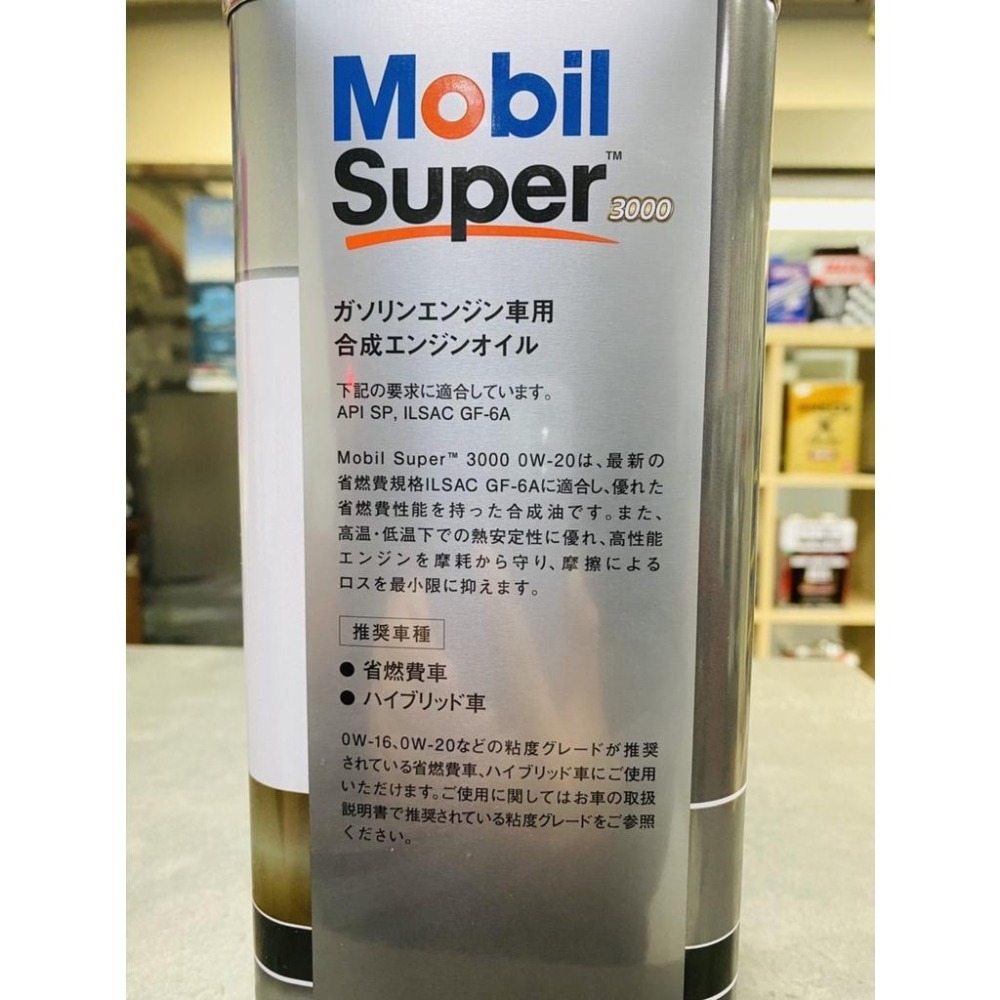 Mobil
Super™ 3000
ガソリンエンジン車用
合成エンジンオイル
下記の要求に適合しています。
API SP, ILSAC GF-6A
Mobil Super™ 3000 0W-20は、最新の
省燃費規格ILSAC GF-6Aに適合し、優れた
省燃費性能を持った合成油です。また、
高温・低温下での熱安定性に優れ、高性能
エンジンを摩耗から守り、摩擦による
ロスを最小限に抑えます。
推奨車種
● 省燃費車
● ハイブリッド車
0W-16、0W-20などの粘度グレードが推奨
されている省燃費車、ハイブリッド車にご使用
いただけます。ご使用に関してはお車の取扱
説明書で推奨されている粘度グレードをご参照
ください。